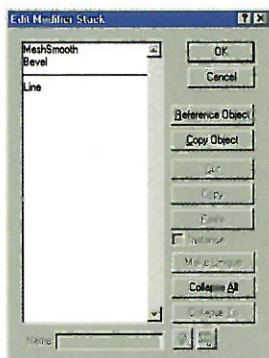 Edit Modifier Stack
MeshSmooth
Bevel
Line
OK
Cancel
Reference Object
Copy Object
Cut
Copy
Paste
Instance
Make Unique
Collapse All
Collapse To
Name